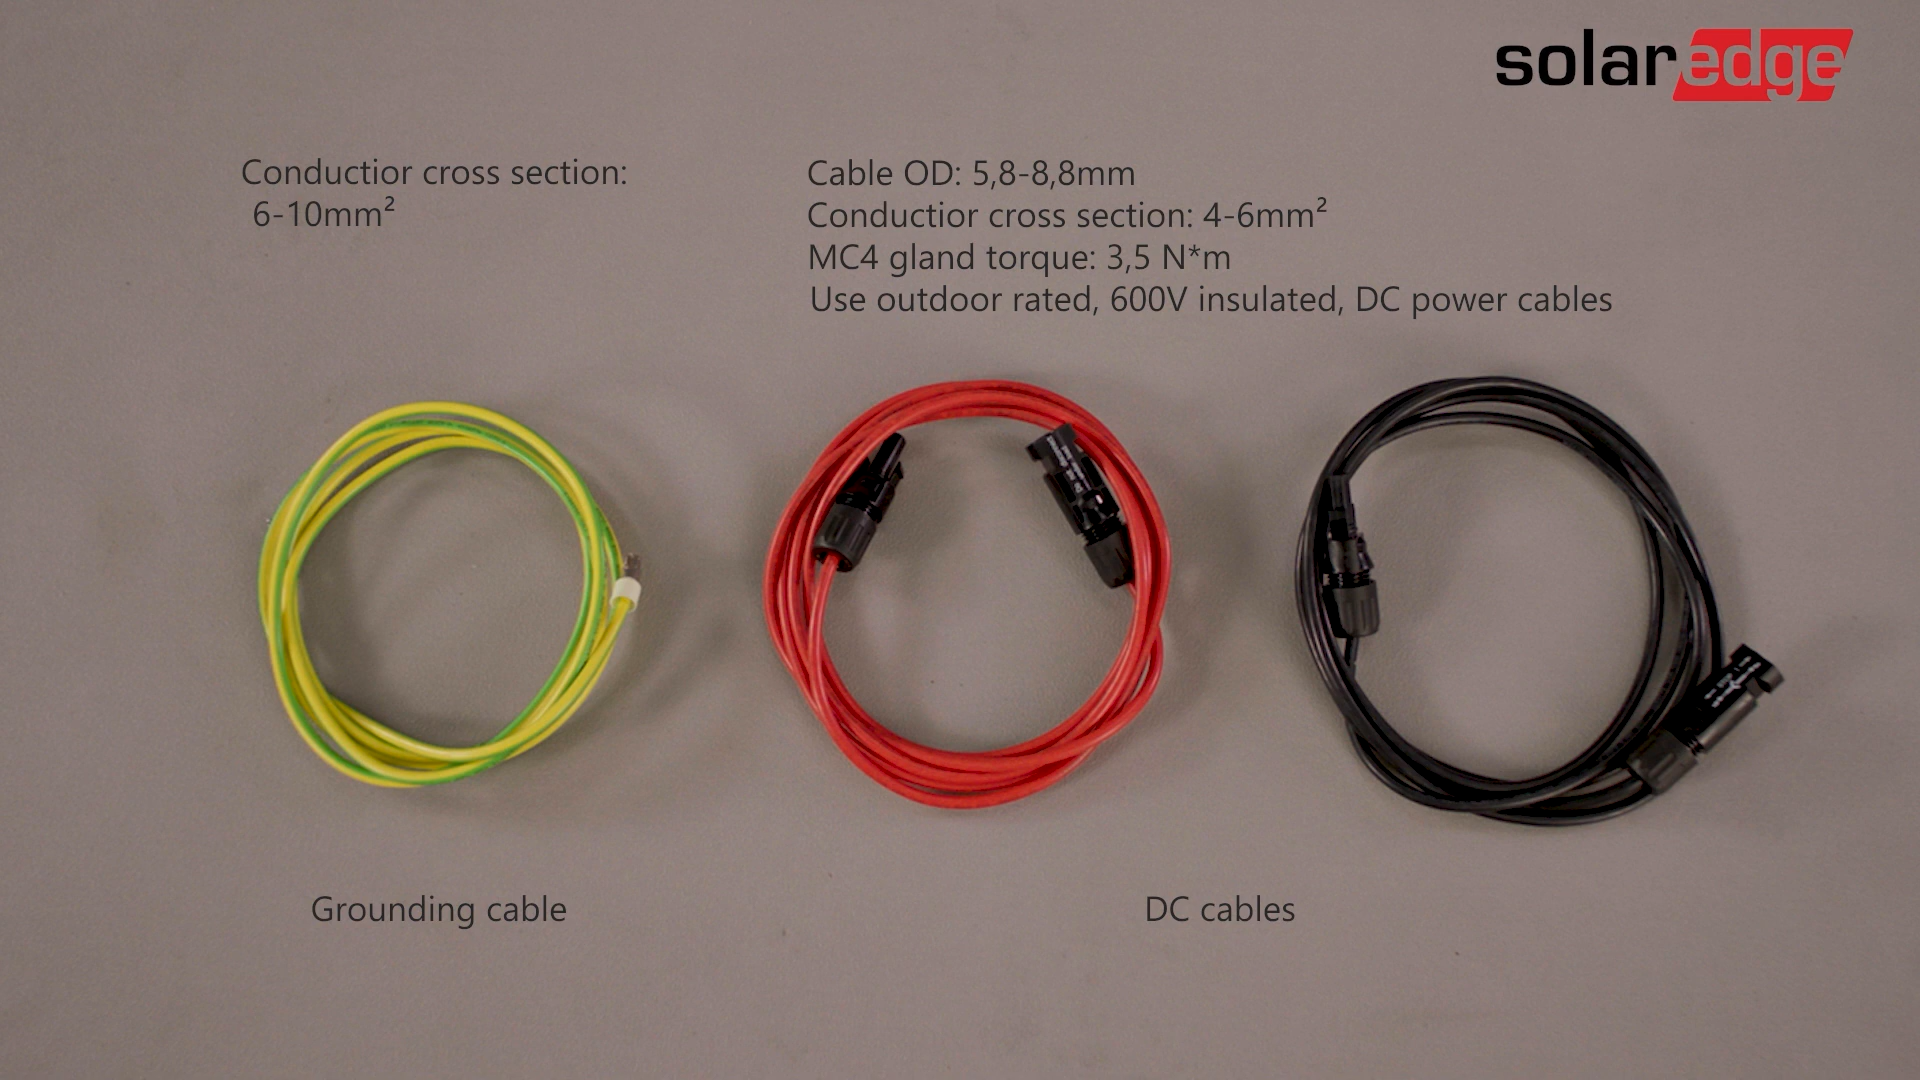 solaredge
Conductior cross section:
6-10mm²
Cable OD: 5,8-8,8mm
Conductior cross section: 4-6mm²
MC4 gland torque: 3,5 N*m
Use outdoor rated, 600V insulated, DC power cables
Grounding cable
DC cables